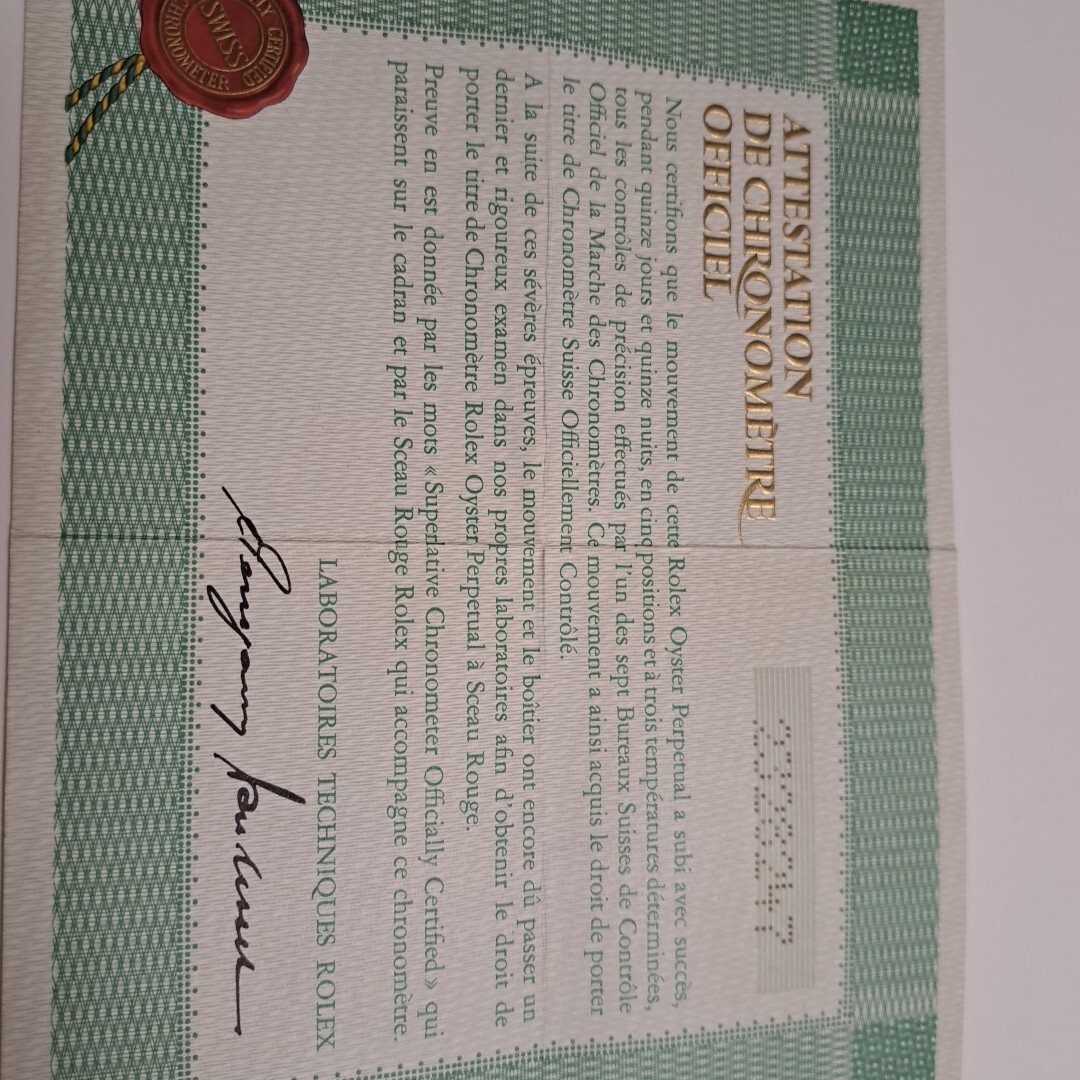 ATTESTATION
DE CHRONOMÈTRE
OFFICIEL
Nous certifions que le mouvement de cette Rolex Oyster Perpetual a subi avec succès,
pendant quinze jours et quinze nuits, en cinq positions et à trois températures déterminées,
tous les contrôles de précision effectués par l'un des sept Bureaux Suisses de Contrôle
Officiel de la Marche des Chronomètres. Ce mouvement a ainsi acquis le droit de porter
le titre de Chronomètre Suisse Officiellement Contrôlé.
A la suite de ces sévères épreuves, le mouvement et le boîtier ont encore dû passer un
dernier et rigoureux examen dans nos propres laboratoires afin d'obtenir le droit de
porter le titre de Chronomètre Rolex Oyster Perpetual à Sceau Rouge.
Preuve en est donnée par les mots «Superlative Chronometer Officially Certified» qui
paraissent sur le cadran et par le Sceau Rouge Rolex qui accompagne ce chronomètre.
LABORATOIRES TECHNIQUES ROLEX
SWISS
CERTIFIED
CHRONOMETER